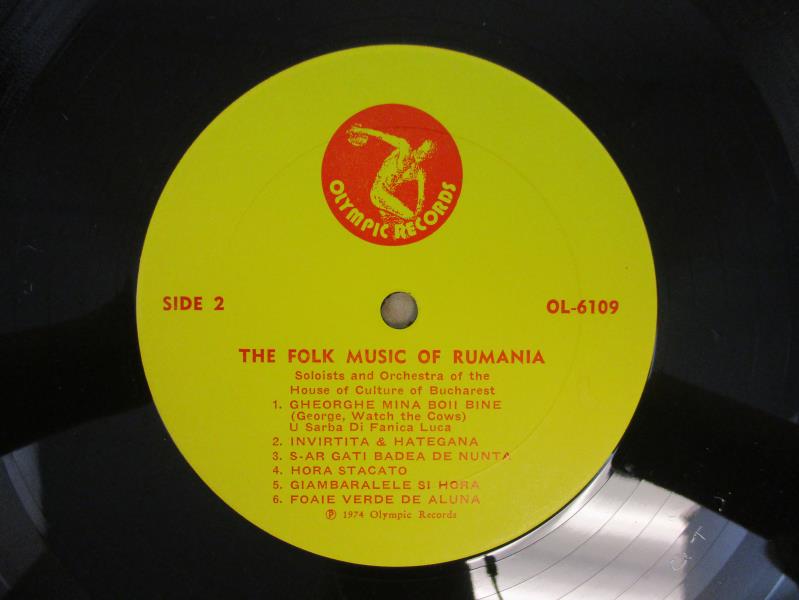 OLYMPIC RECORDS
SIDE 2
OL-6109
THE FOLK MUSIC OF RUMANIA
Soloists and Orchestra of the
House of Culture of Bucharest
1. GHEORGHE MINA BOII BINE
(George, Watch the Cows)
U Sarba Di Fanica Luca
2. INVIRTITA & HATEGANA
3. S-AR GATI BADEA DE NUNTA
4. HORA STACATO
5. GIAMBARALELE SI HORA
6. FOAIE VERDE DE ALUNA
℗ 1974 Olympic Records